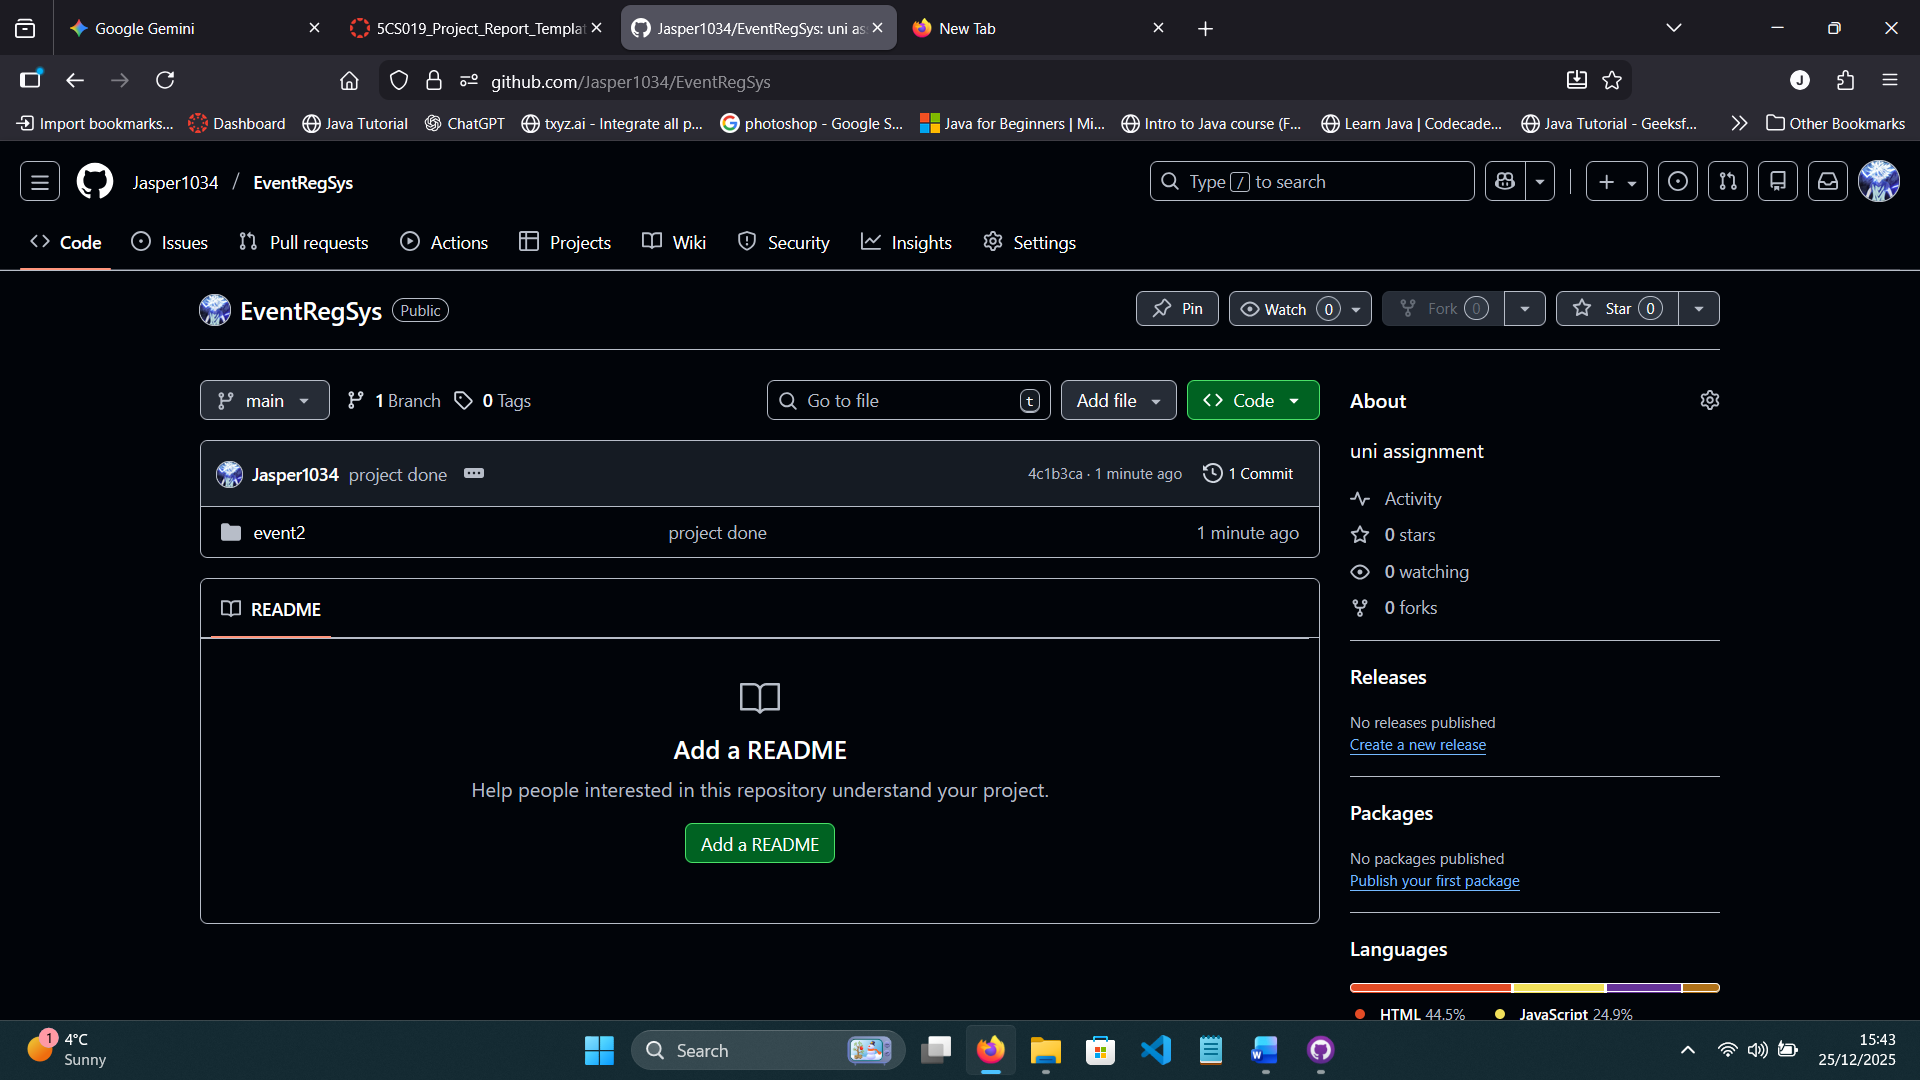 Google Gemini
5CS019_Project_Report_Templat
Jasper1034/EventRegSys: uni as
New Tab
github.com/Jasper1034/EventRegSys
J
Import bookmarks...
Dashboard
Java Tutorial
ChatGPT
txyz.ai - Integrate all p...
photoshop - Google S...
Java for Beginners | Mi...
Intro to Java course (F...
Learn Java | Codecade...
Java Tutorial - Geeksf...
Other Bookmarks
Jasper1034 / EventRegSys
Type / to search
Code
Issues
Pull requests
Actions
Projects
Wiki
Security
Insights
Settings
EventRegSys
Public
Pin
Watch 0
Fork 0
Star 0
main
1 Branch
0 Tags
Go to file
t
Add file
Code
Jasper1034 project done
4c1b3ca · 1 minute ago
1 Commit
event2
project done
1 minute ago
README
Add a README
Help people interested in this repository understand your project.
Add a README
About
uni assignment
Activity
0 stars
0 watching
0 forks
Releases
No releases published
Create a new release
Packages
No packages published
Publish your first package
Languages
HTML 44.5%
JavaScript 24.9%
1
4°C
Sunny
Search
W
15:43
25/12/2025